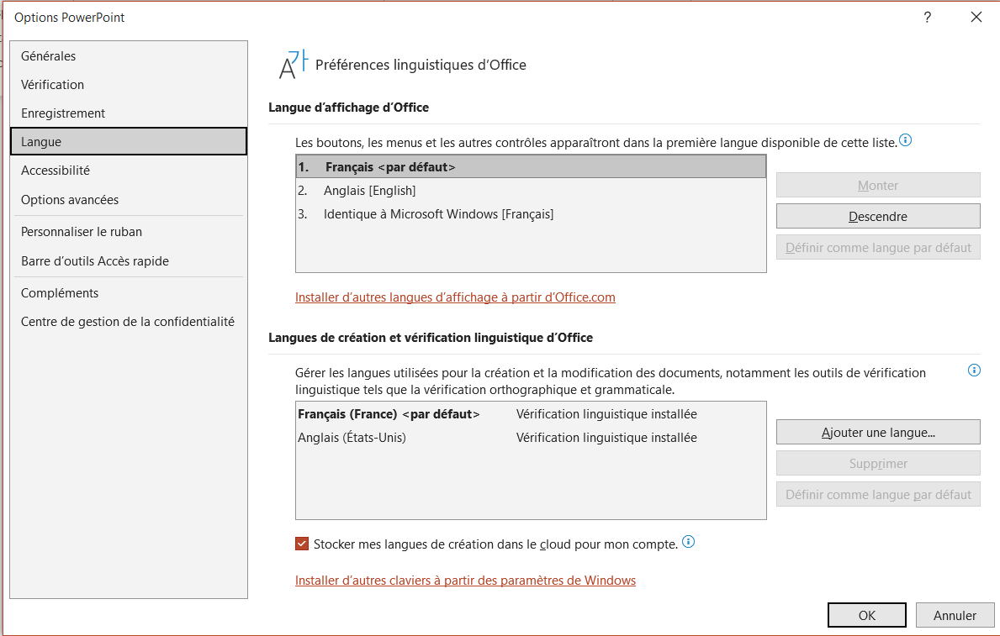 Options PowerPoint
?
Générales
Vérification
Enregistrement
Langue
Accessibilité
Options avancées
Personnaliser le ruban
Barre d’outils Accès rapide
Compléments
Centre de gestion de la confidentialité
Préférences linguistiques d’Office
Langue d’affichage d’Office
Les boutons, les menus et les autres contrôles apparaîtront dans la première langue disponible de cette liste.
1. Français <par défaut>
2. Anglais [English]
3. Identique à Microsoft Windows [Français]
Monter
Descendre
Définir comme langue par défaut
Installer d’autres langues d’affichage à partir d’Office.com
Langues de création et vérification linguistique d’Office
Gérer les langues utilisées pour la création et la modification des documents, notamment les outils de vérification
linguistique tels que la vérification orthographique et grammaticale.
Français (France) <par défaut> Vérification linguistique installée
Anglais (États-Unis) Vérification linguistique installée
Ajouter une langue...
Supprimer
Définir comme langue par défaut
Stocker mes langues de création dans le cloud pour mon compte.
Installer d’autres claviers à partir des paramètres de Windows
OK
Annuler